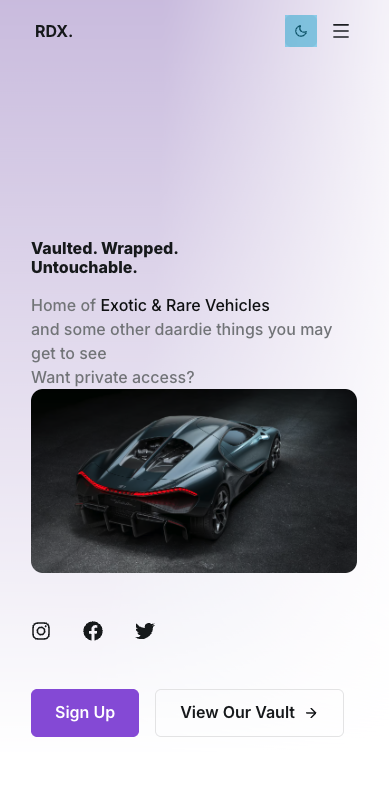 RDX.
Vaulted. Wrapped.
Untouchable.
Home of Exotic & Rare Vehicles
and some other daardie things you may
get to see
Want private access?
Sign Up
View Our Vault